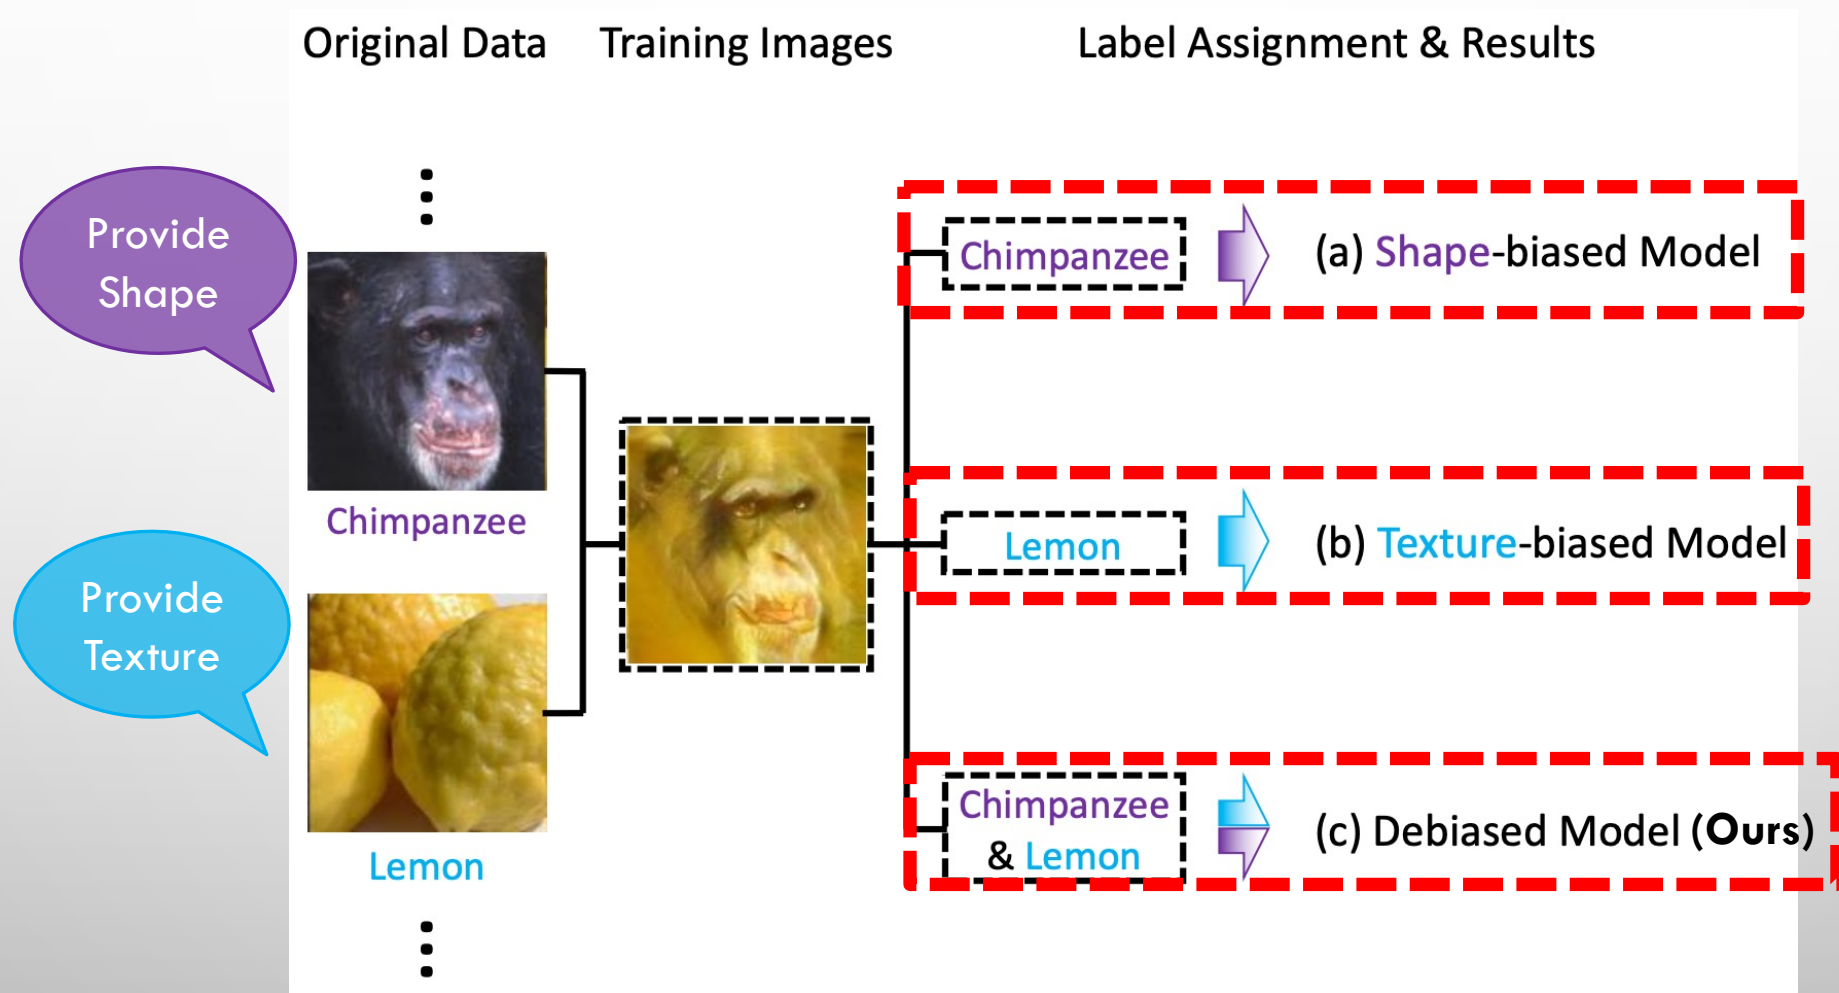 Original Data
Training Images
Label Assignment & Results
Provide
Shape
Chimpanzee
Provide
Texture
Lemon
Chimpanzee
(a) Shape-biased Model
Lemon
(b) Texture-biased Model
Chimpanzee
& Lemon
(c) Debiased Model (Ours)